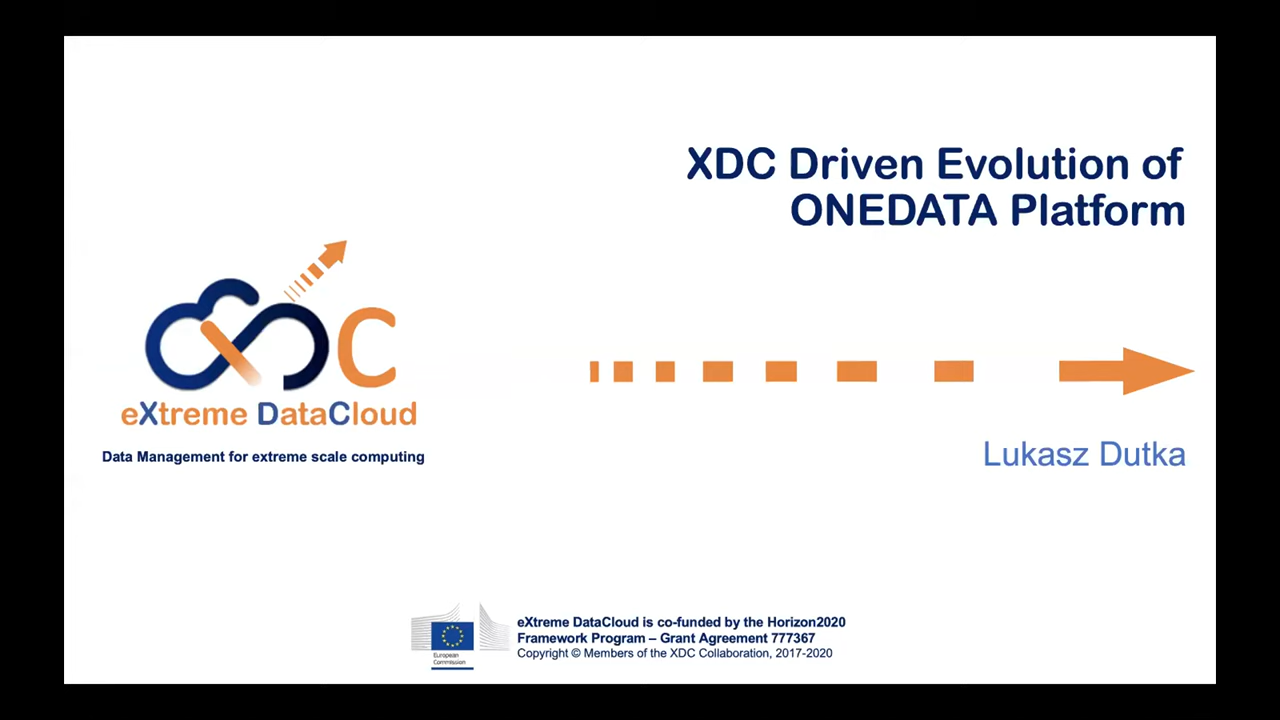 XDC Driven Evolution of
ONEDATA Platform
XDC
eXtreme DataCloud
Data Management for extreme scale computing
Lukasz Dutka
European
Commission
eXtreme DataCloud is co-funded by the Horizon2020
Framework Program – Grant Agreement 777367
Copyright © Members of the XDC Collaboration, 2017-2020